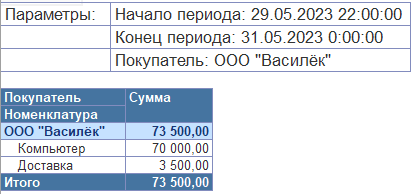 Параметры: Начало периода: 29.05.2023 22:00:00
Конец периода: 31.05.2023 0:00:00
Покупатель: ООО "Василёк"
Покупатель Сумма
Номенклатура
ООО "Василёк" 73 500,00
Компьютер 70 000,00
Доставка 3 500,00
Итого 73 500,00